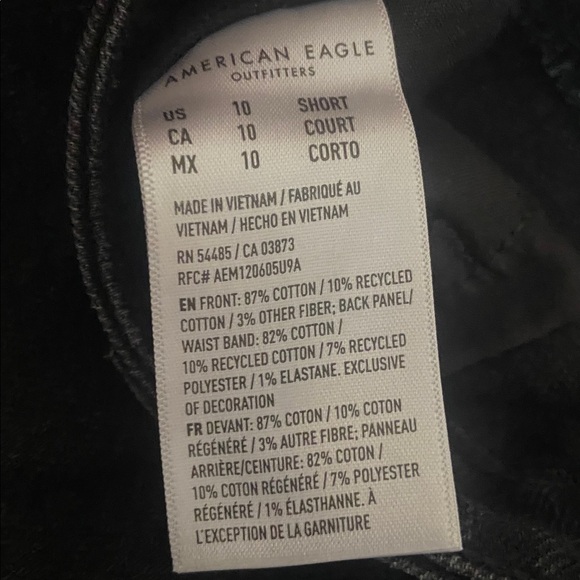 AMERICAN EAGLE
OUTFITTERS
US 10 SHORT
CA 10 COURT
MX 10 CORTO
MADE IN VIETNAM / FABRIQUÉ AU
VIETNAM / HECHO EN VIETNAM
RN 54485 / CA 03873
RFC# AEM120605U9A
EN FRONT: 87% COTTON / 10% RECYCLED
COTTON / 3% OTHER FIBER; BACK PANEL/
WAIST BAND: 82% COTTON /
10% RECYCLED COTTON / 7% RECYCLED
POLYESTER / 1% ELASTANE. EXCLUSIVE
OF DECORATION
FR DEVANT: 87% COTON / 10% COTON
RÉGÉNÉRÉ / 3% AUTRE FIBRE; PANNEAU
ARRIÈRE/CEINTURE: 82% COTON /
10% COTON RÉGÉNÉRÉ / 7% POLYESTER
RÉGÉNÉRÉ / 1% ÉLASTHANNE. À
L'EXCEPTION DE LA GARNITURE